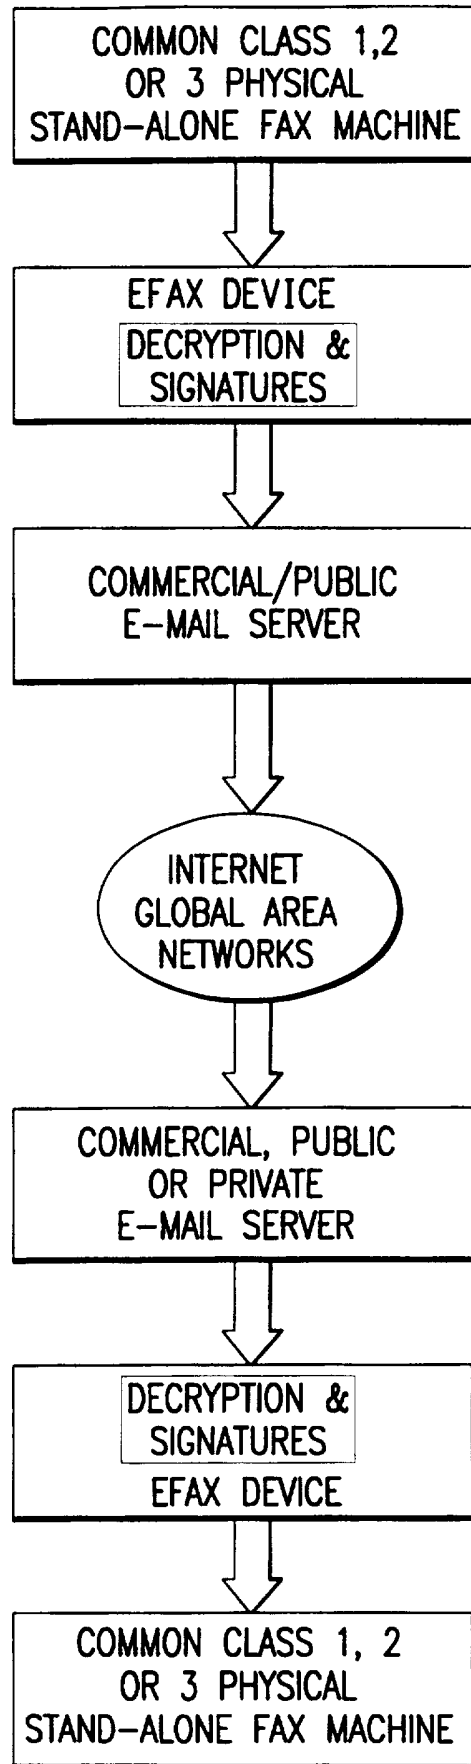 COMMON CLASS 1,2
OR 3 PHYSICAL
STAND-ALONE FAX MACHINE
EFAX DEVICE
DECRYPTION &
SIGNATURES
COMMERCIAL/PUBLIC
E-MAIL SERVER
INTERNET
GLOBAL AREA
NETWORKS
COMMERCIAL, PUBLIC
OR PRIVATE
E-MAIL SERVER
DECRYPTION &
SIGNATURES
EFAX DEVICE
COMMON CLASS 1, 2
OR 3 PHYSICAL
STAND-ALONE FAX MACHINE